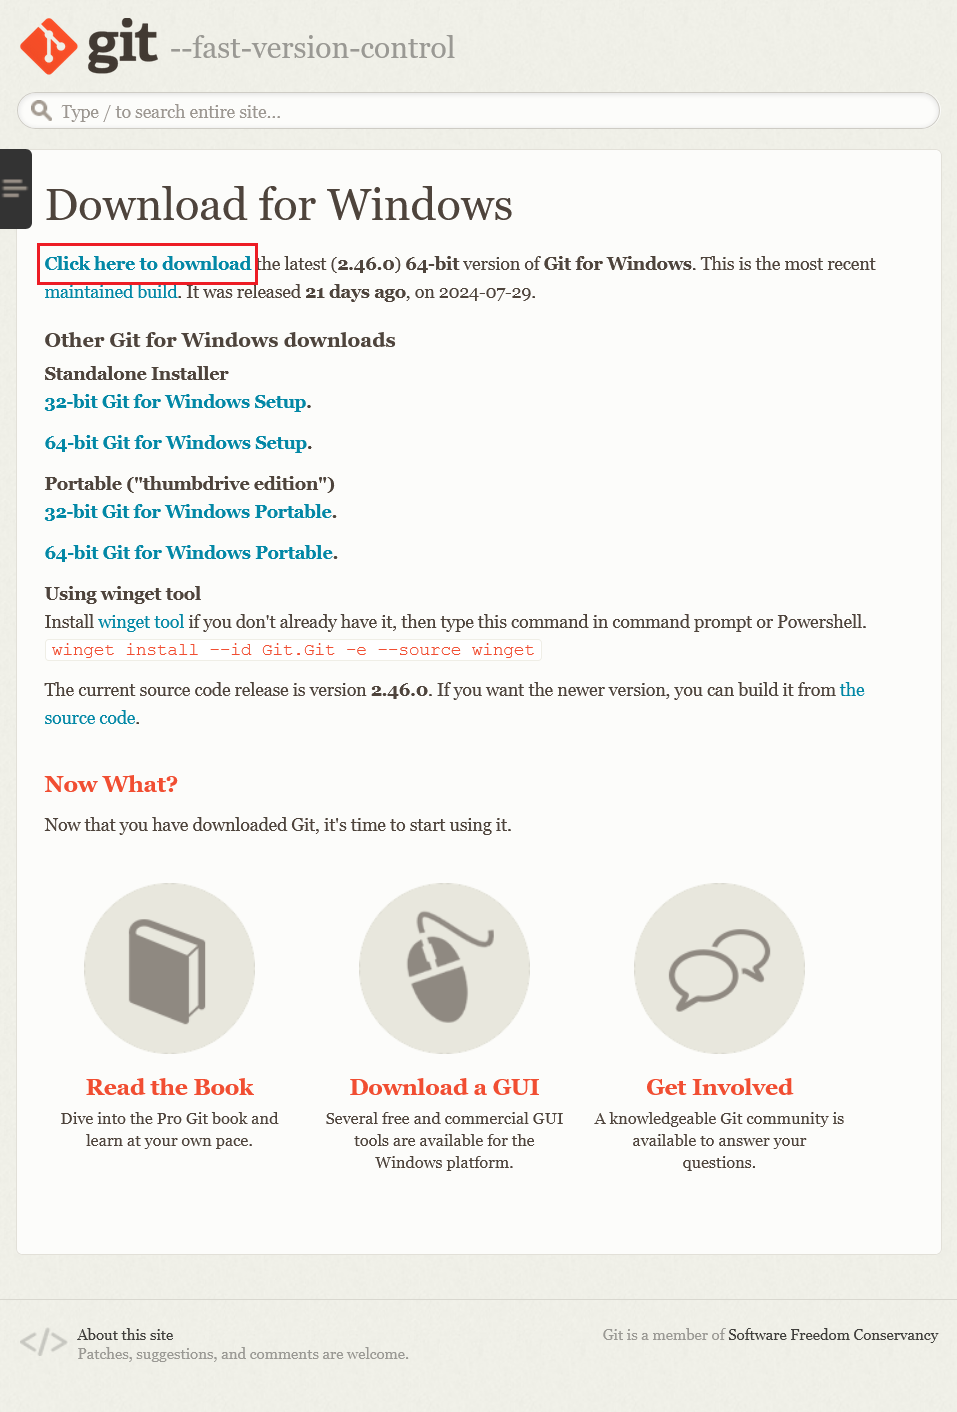 git --fast-version-control
Type / to search entire site...
Download for Windows
Click here to download the latest (2.46.0) 64-bit version of Git for Windows. This is the most recent
maintained build. It was released 21 days ago, on 2024-07-29.
Other Git for Windows downloads
Standalone Installer
32-bit Git for Windows Setup.
64-bit Git for Windows Setup.
Portable ("thumbdrive edition")
32-bit Git for Windows Portable.
64-bit Git for Windows Portable.
Using winget tool
Install winget tool if you don't already have it, then type this command in command prompt or Powershell.
winget install --id Git.Git -e --source winget
The current source code release is version 2.46.0. If you want the newer version, you can build it from the
source code.
Now What?
Now that you have downloaded Git, it's time to start using it.
Read the Book
Dive into the Pro Git book and
learn at your own pace.
Download a GUI
Several free and commercial GUI
tools are available for the
Windows platform.
Get Involved
A knowledgeable Git community is
available to answer your
questions.
</> About this site
Patches, suggestions, and comments are welcome.
Git is a member of Software Freedom Conservancy